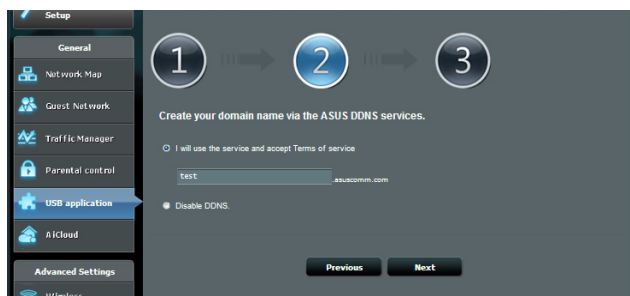 Setup
General
Network Map
Guest Network
Traffic Manager
Parental control
USB application
AiCloud
Advanced Settings
Wireless
1
2
3
Create your domain name via the ASUS DDNS services.
I will use the service and accept Terms of service
test .asuscomm.com
Disable DDNS.
Previous Next